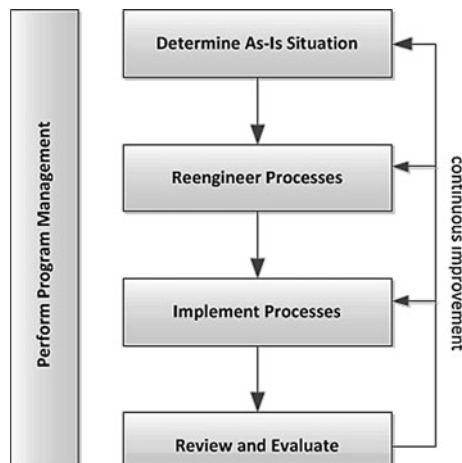 Perform Program Management
Determine As-Is Situation
Reengineer Processes
Implement Processes
Review and Evaluate
continuous improvement